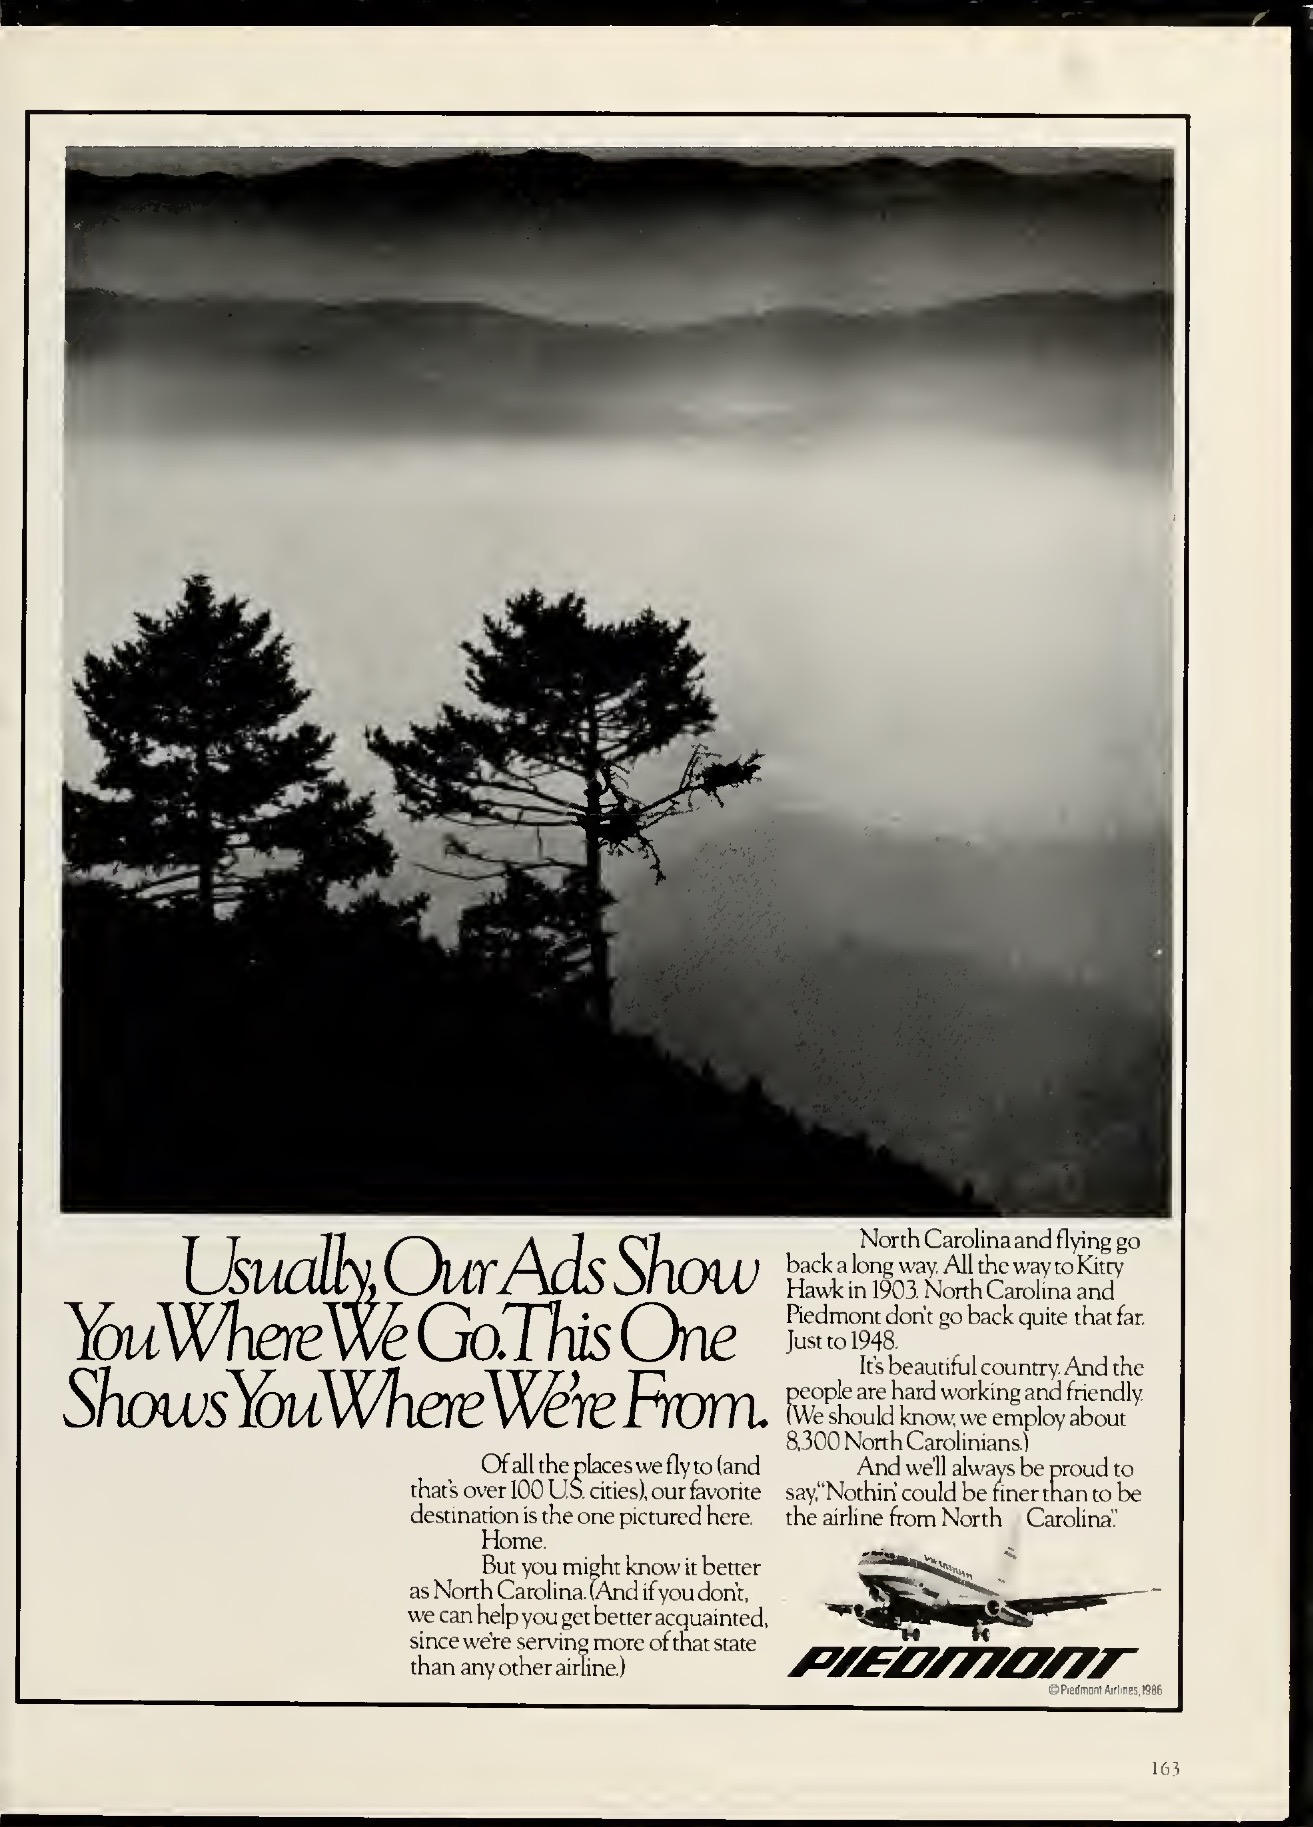 Usually, Our Ads Show
You Where We Go. This One
Shows You Where We're From.
Of all the places we fly to (and
that's over 100 U.S. cities), our favorite
destination is the one pictured here.
Home.
But you might know it better
as North Carolina. (And if you don't,
we can help you get better acquainted,
since we're serving more of that state
than any other airline.)
North Carolina and flying go
back a long way. All the way to Kitty
Hawk in 1903. North Carolina and
Piedmont don't go back quite that far.
Just to 1948.
It's beautiful country. And the
people are hard working and friendly.
(We should know, we employ about
8,300 North Carolinians.)
And we'll always be proud to
say, "Nothin' could be finer than to be
the airline from North Carolina."
PIEDMONT
© Piedmont Airlines, 1986
163